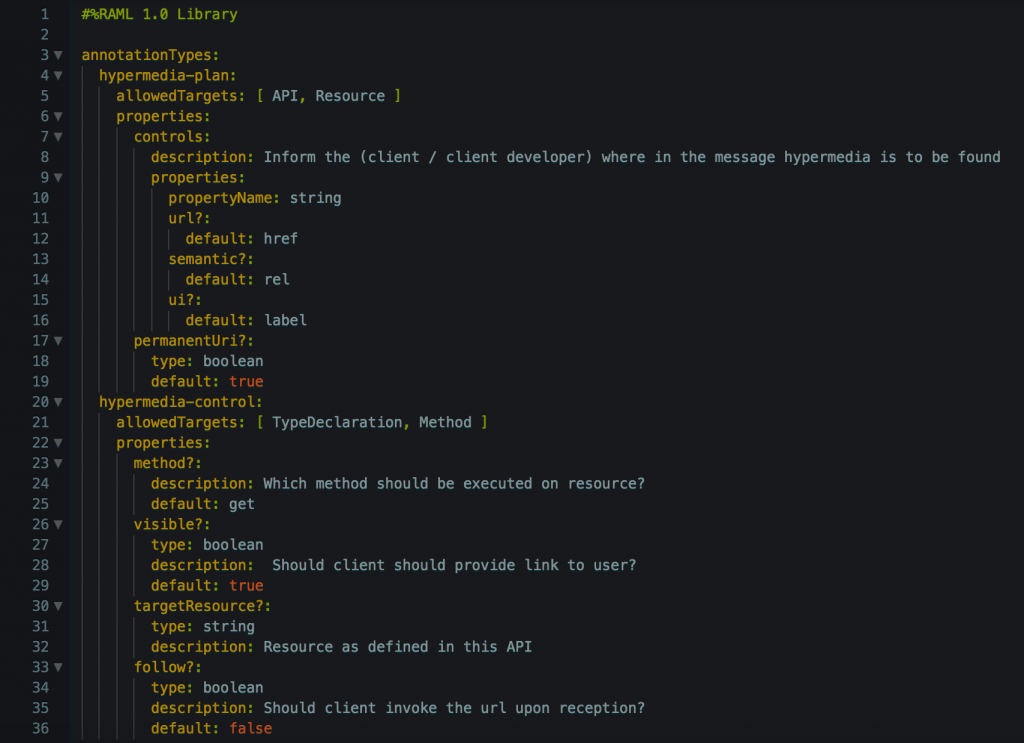 1 #%RAML 1.0 Library
2
3 annotationTypes:
4 hypermedia-plan:
5 allowedTargets: [ API, Resource ]
6 properties:
7 controls:
8 description: Inform the (client / client developer) where in the message hypermedia is to be found
9 properties:
10 propertyName: string
11 url?:
12 default: href
13 semantic?:
14 default: rel
15 ui?:
16 default: label
17 permanentUri?:
18 type: boolean
19 default: true
20 hypermedia-control:
21 allowedTargets: [ TypeDeclaration, Method ]
22 properties:
23 method?:
24 description: Which method should be executed on resource?
25 default: get
26 visible?:
27 type: boolean
28 description:  Should client should provide link to user?
29 default: true
30 targetResource?:
31 type: string
32 description: Resource as defined in this API
33 follow?:
34 type: boolean
35 description: Should client invoke the url upon reception?
36 default: false